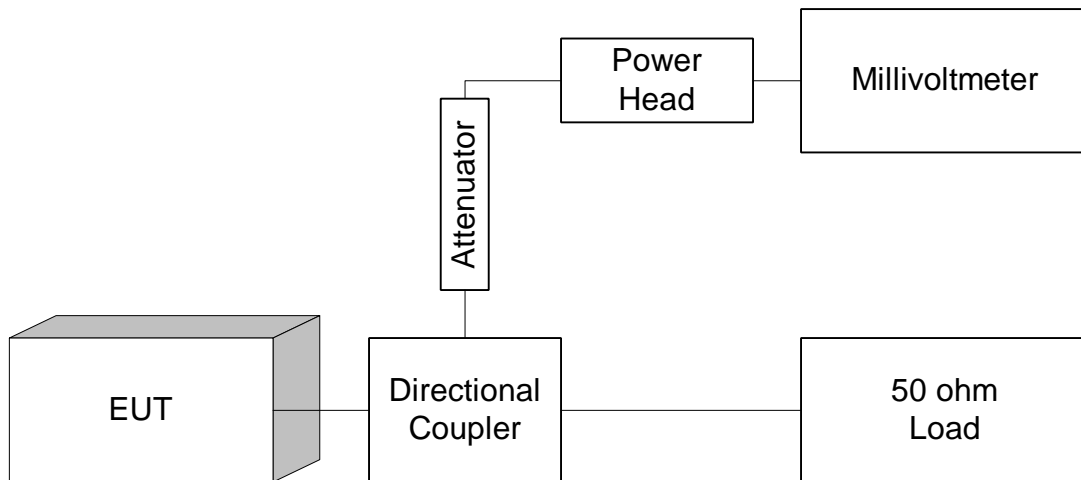 Power
Head
Millivoltmeter
Attenuator
EUT
Directional
Coupler
50 ohm
Load